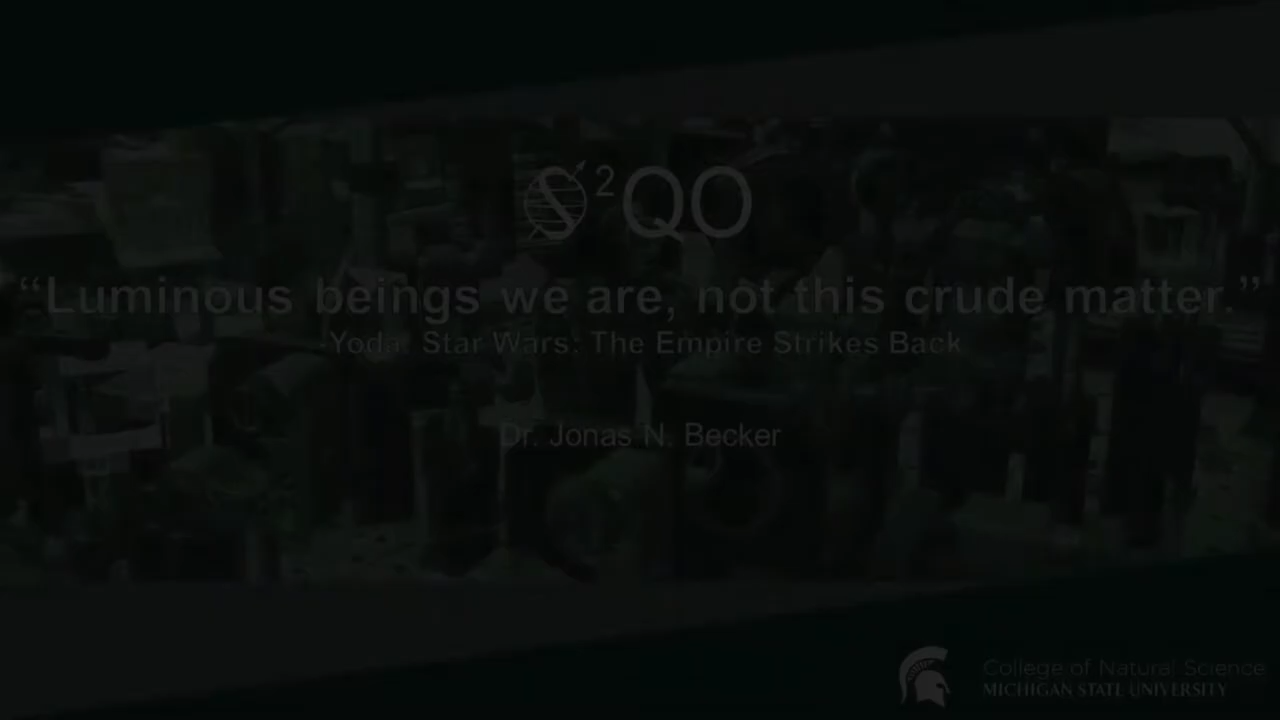 S²QO
“Luminous beings we are, not this crude matter.”
-Yoda, Star Wars: The Empire Strikes Back
Dr. Jonas N. Becker
College of Natural Science
MICHIGAN STATE UNIVERSITY